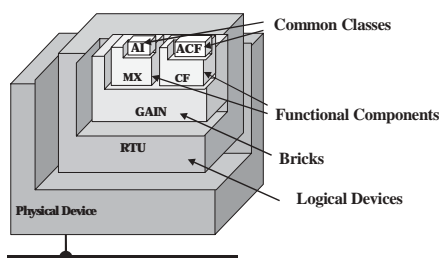 Common Classes
AI ACF
MX CF
Functional Components
GAIN
Bricks
RTU
Logical Devices
Physical Device